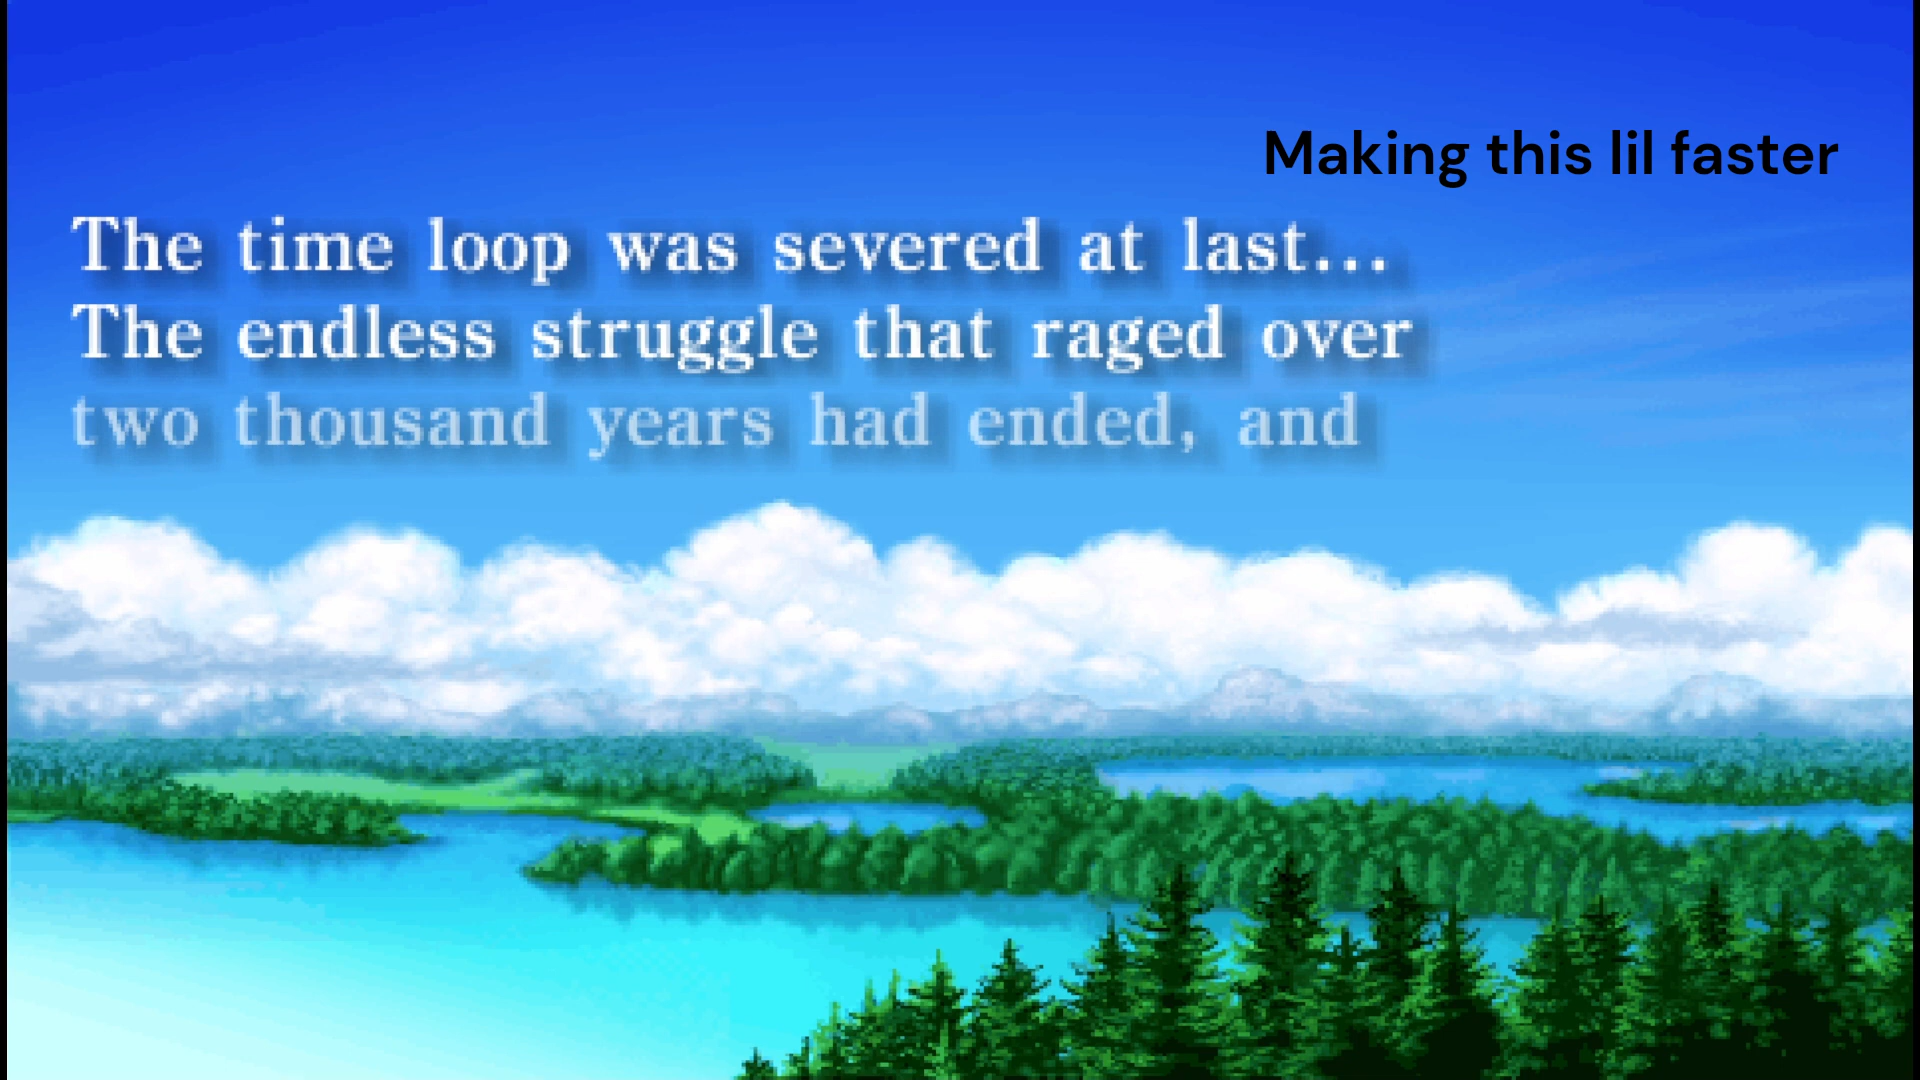 Making this lil faster
The time loop was severed at last...
The endless struggle that raged over
two thousand years had ended, and